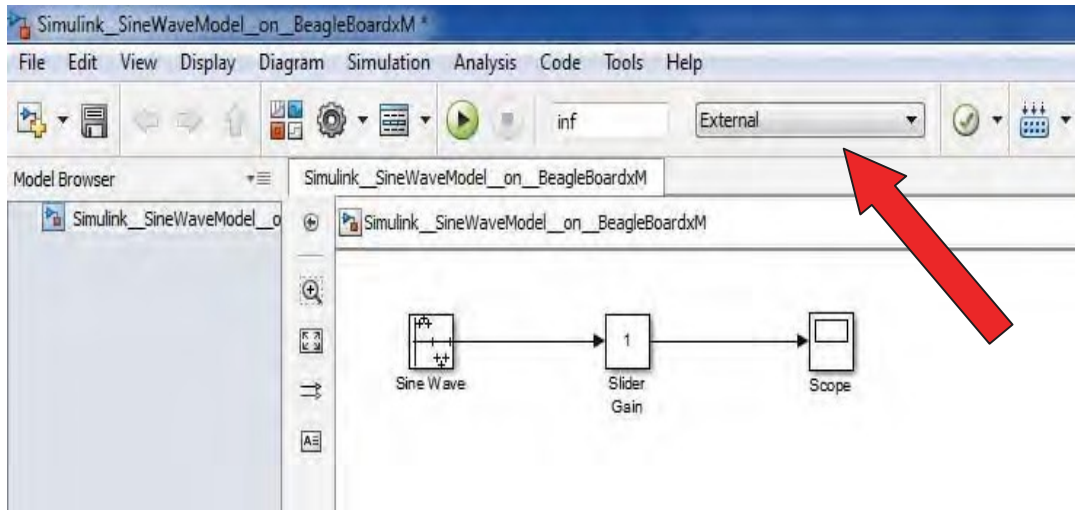 Simulink__SineWaveModel__on__BeagleBoardxM *
File Edit View Display Diagram Simulation Analysis Code Tools Help
inf External
Model Browser Simulink__SineWaveModel__on__BeagleBoardxM
Simulink__SineWaveModel__o Simulink__SineWaveModel__on__BeagleBoardxM
1
Sine Wave Slider Scope
Gain
A